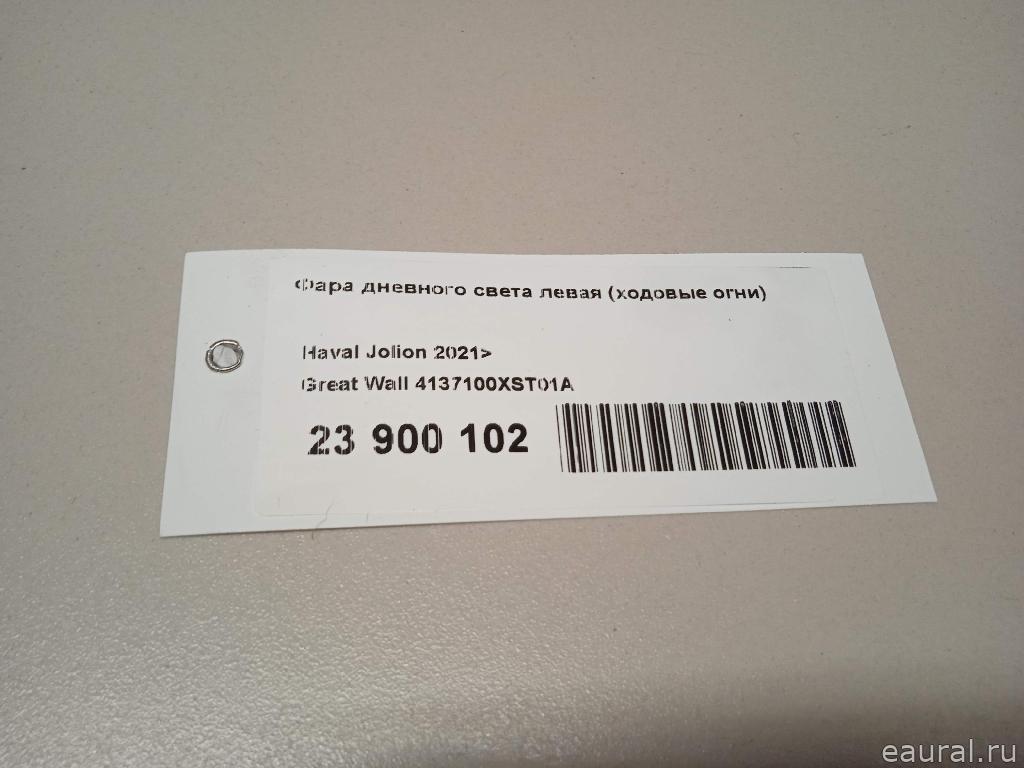 Фара дневного света левая (ходовые огни)
Haval Jolion 2021>
Great Wall 4137100XST01A
23 900 102
eaural.ru